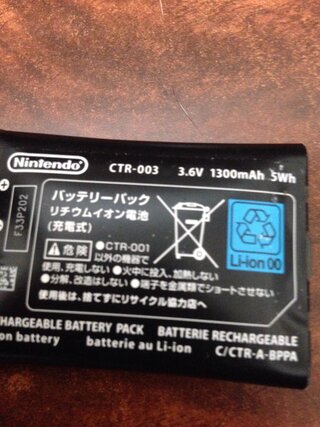 Nintendo® CTR-003 3.6V 1300mAh 5Wh
F33P202
バッテリーパック
リチウムイオン電池
(充電式)
Li-ion 00
危険 ●CTR-001
以外の機器で
使用、充電しない ●火中に投入、加熱しない
●分解、改造はしない ●端子を金属類でショートさせない
使用後は、捨てずにリサイクル協力店へ
HARGEABLE BATTERY PACK BATTERIE RECHARGEABLE
on battery batterie au Li-ion C/CTR-A-BPPA